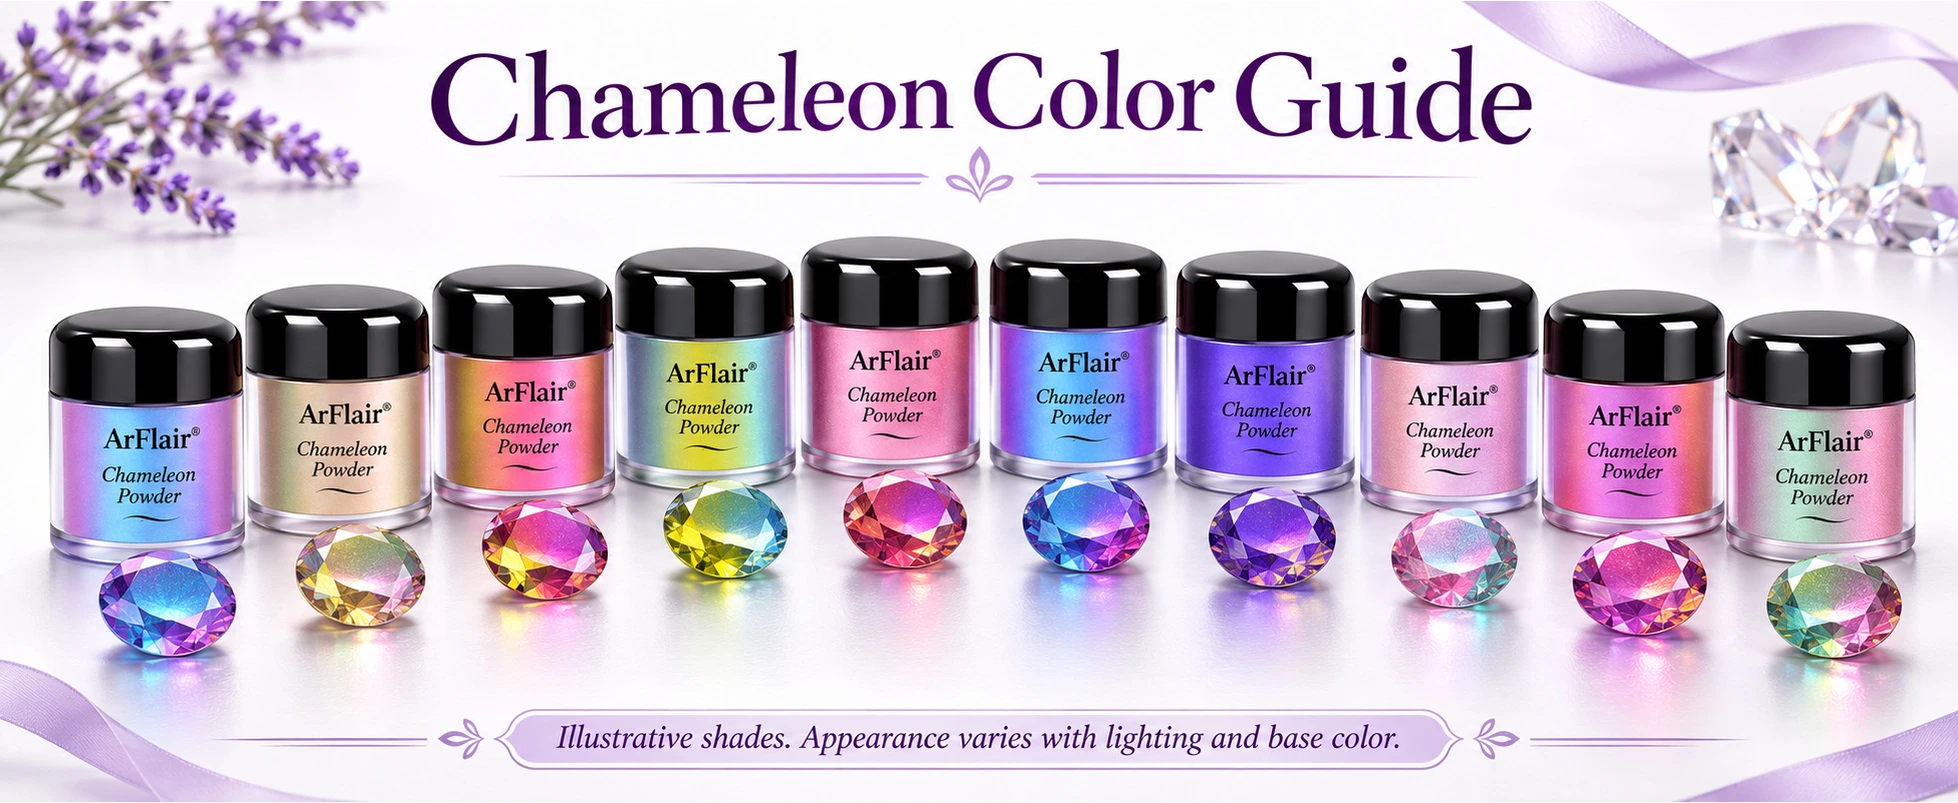 Chameleon Color Guide
ArFlair®
Chameleon
Powder
ArFlair®
Chameleon
Powder
ArFlair®
Chameleon
Powder
ArFlair®
Chameleon
Powder
ArFlair®
Chameleon
Powder
ArFlair®
Chameleon
Powder
ArFlair®
Chameleon
Powder
ArFlair®
Chameleon
Powder
ArFlair®
Chameleon
Powder
ArFlair®
Chameleon
Powder
Illustrative shades. Appearance varies with lighting and base color.